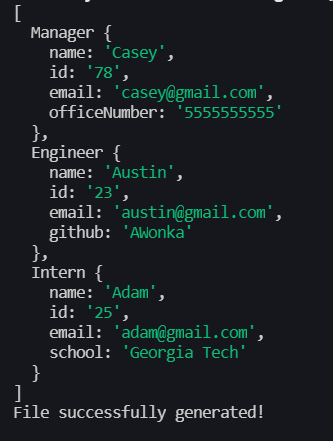 [
  Manager {
    name: 'Casey',
    id: '78',
    email: 'casey@gmail.com',
    officeNumber: '5555555555'
  },
  Engineer {
    name: 'Austin',
    id: '23',
    email: 'austin@gmail.com',
    github: 'AWonka'
  },
  Intern {
    name: 'Adam',
    id: '25',
    email: 'adam@gmail.com',
    school: 'Georgia Tech'
  }
]
File successfully generated!